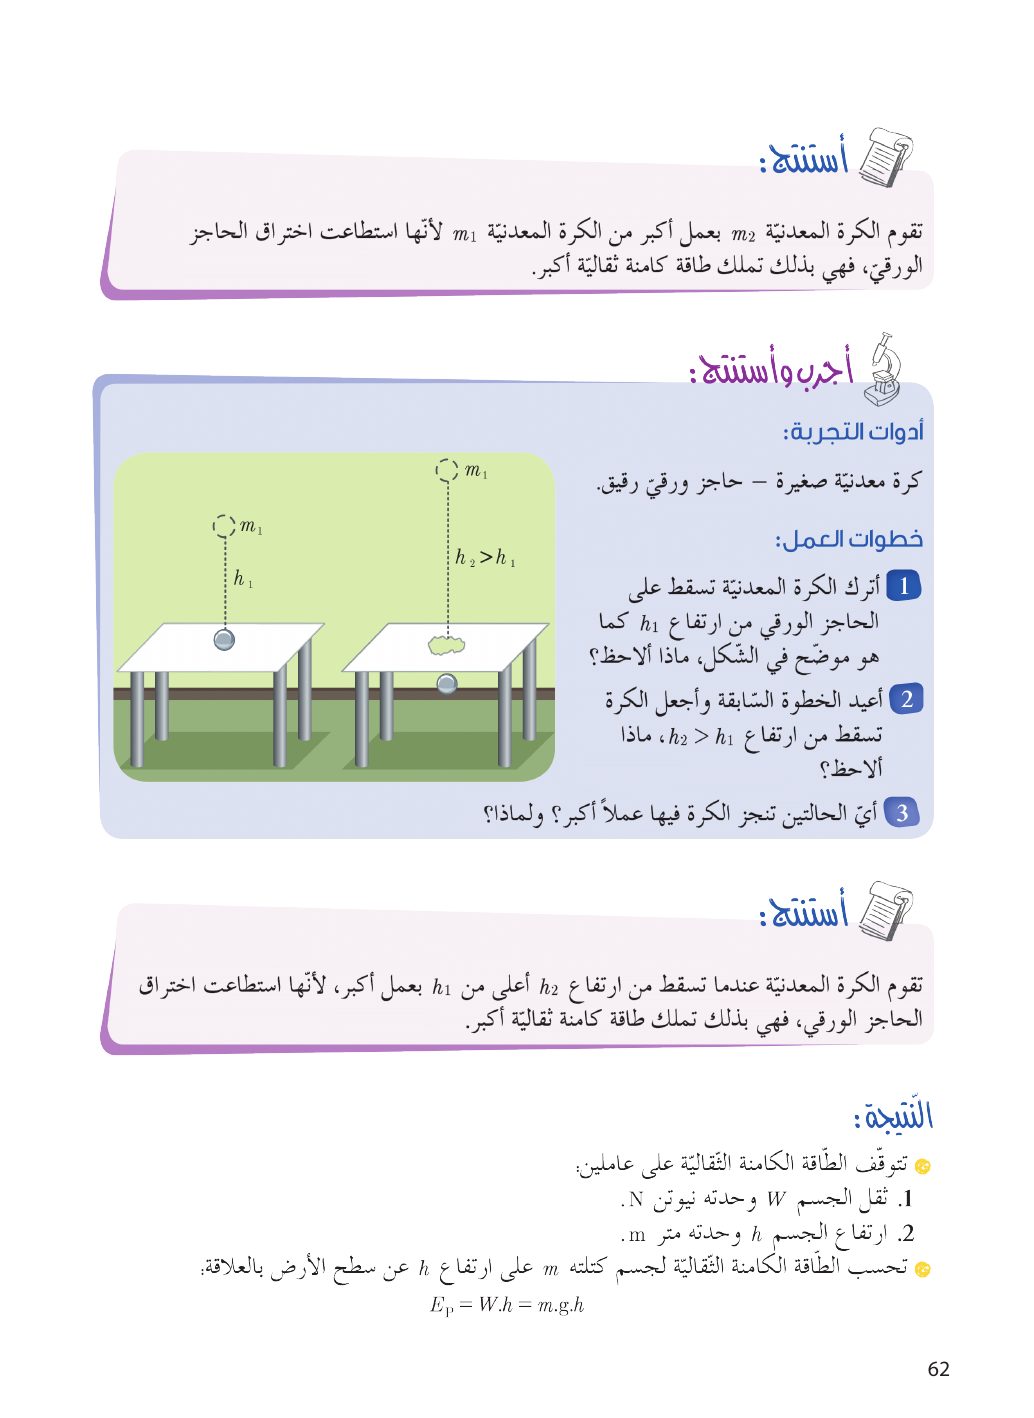 أستنتج:
تقوم الكرة المعدنيّة m2 بعمل أكبر من الكرة المعدنيّة m1 لأنّها استطاعت اختراق الحاجز
الورقيّ، فهي بذلك تملك طاقة كامنة ثقاليّة أكبر.
أجرب وأستنتج:
أدوات التجربة:
كرة معدنيّة صغيرة – حاجز ورقيّ رقيق.
خطوات العمل:
1 أترك الكرة المعدنيّة تسقط على
الحاجز الورقي من ارتفاع h1 كما
هو موضّح في الشّكل، ماذا ألاحظ؟
2 أعيد الخطوة السّابقة وأجعل الكرة
تسقط من ارتفاع h2 > h1، ماذا
ألاحظ؟
3 أيّ الحالتين تنجز الكرة فيها عملاً أكبر؟ ولماذا؟
m1
h2 > h1
m1
h1
أستنتج:
تقوم الكرة المعدنيّة عندما تسقط من ارتفاع h2 أعلى من h1 بعمل أكبر، لأنّها استطاعت اختراق
الحاجز الورقي، فهي بذلك تملك طاقة كامنة ثقاليّة أكبر.
النّتيجة:
تتوقّف الطّاقة الكامنة الثّقاليّة على عاملين:
1. ثقل الجسم W وحدته نيوتن N.
2. ارتفاع الجسم h وحدته متر m.
تحسب الطّاقة الكامنة الثّقاليّة لجسم كتلته m على ارتفاع h عن سطح الأرض بالعلاقة:
Ep = W.h = m.g.h
62